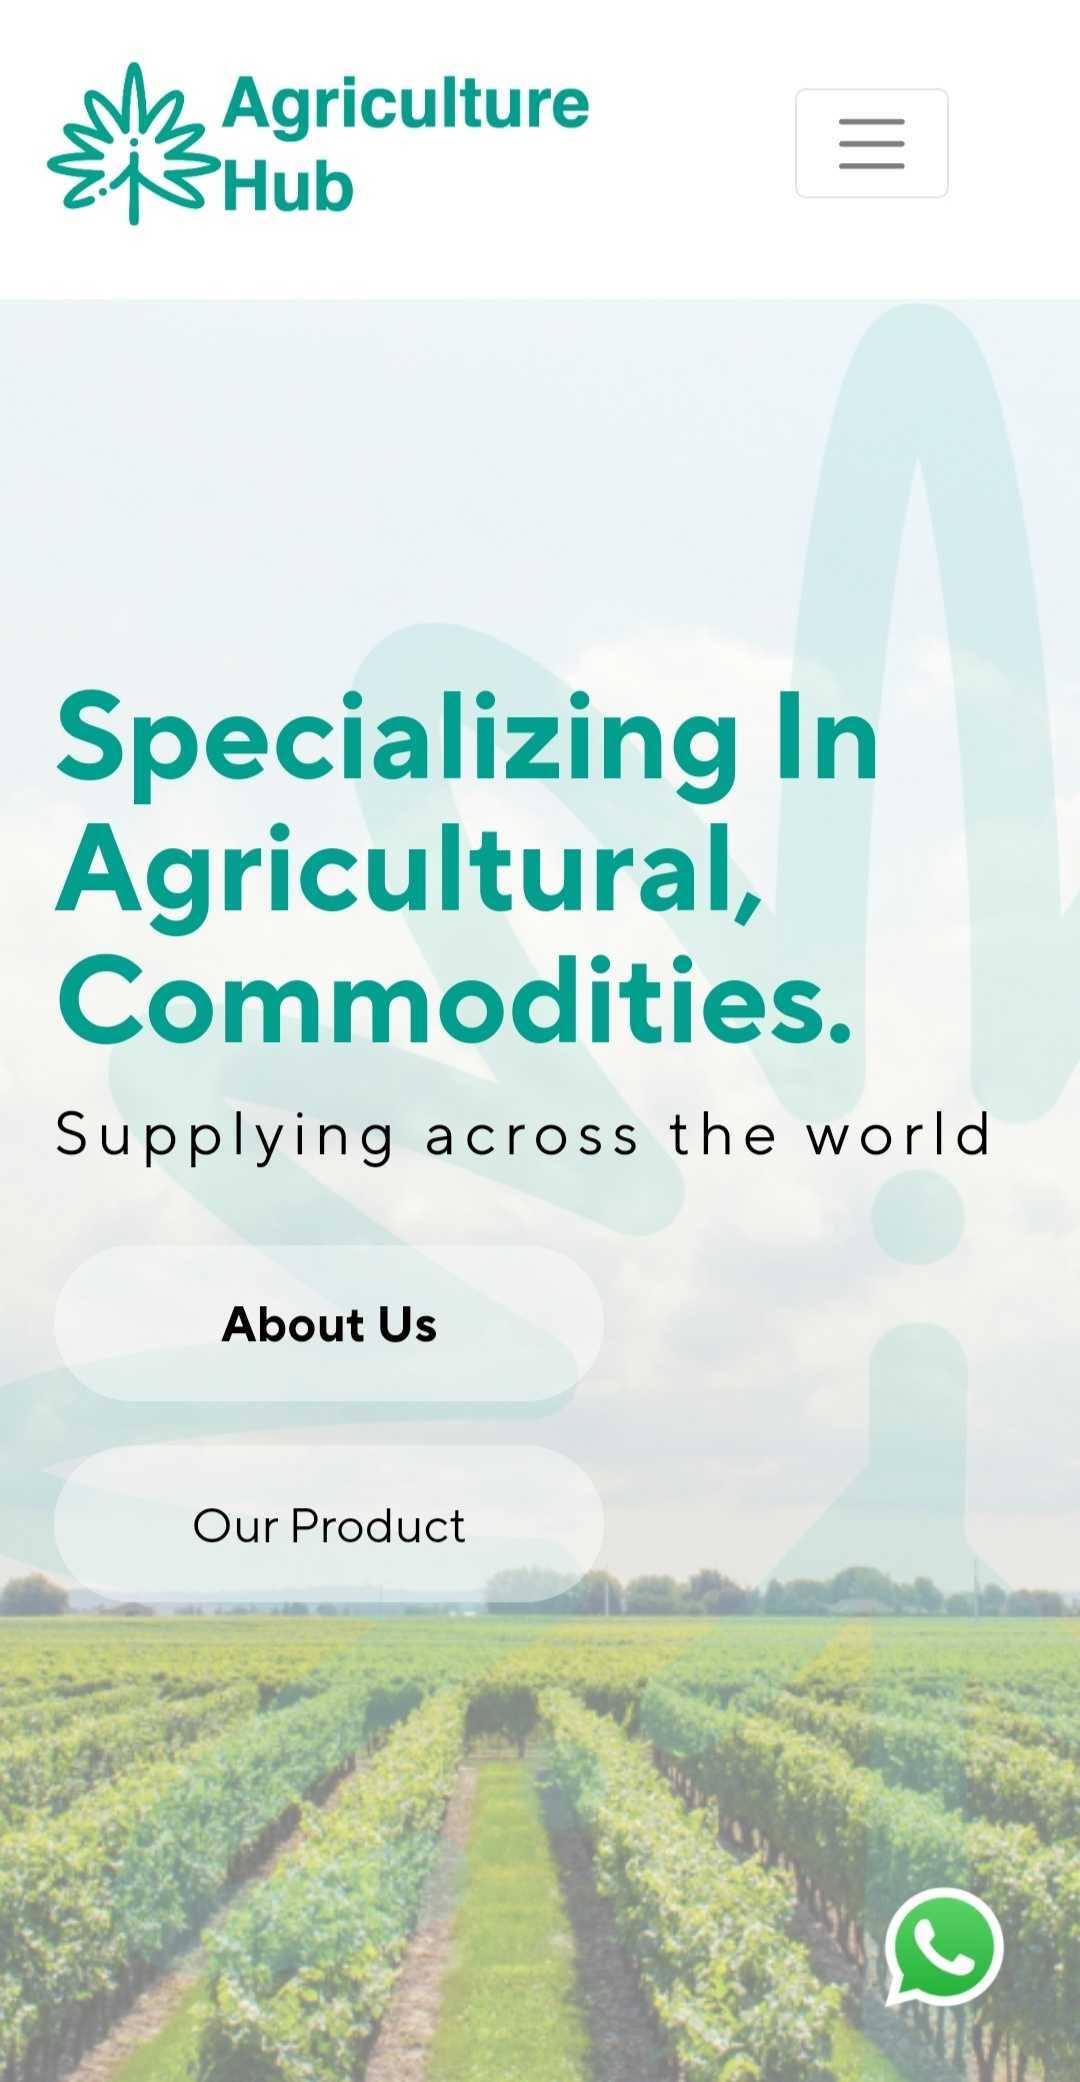 Agriculture
Hub
Specializing In
Agricultural,
Commodities.
Supplying across the world
About Us
Our Product